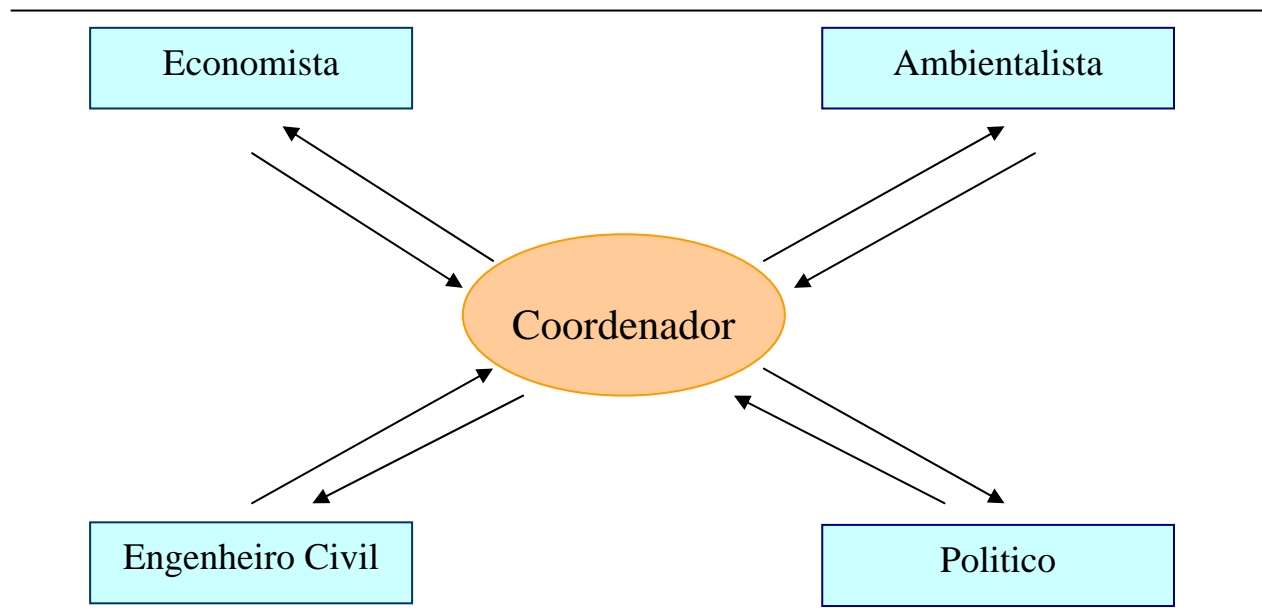 Economista
Ambientalista
Coordenador
Engenheiro Civil
Politico